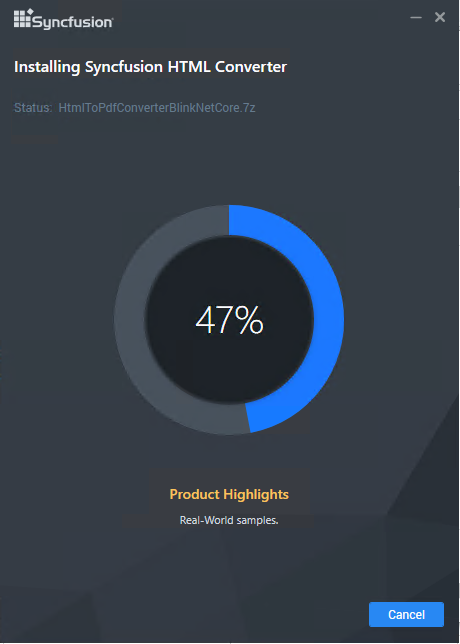 Syncfusion
Installing Syncfusion HTML Converter
Status: HtmlToPdfConverterBlinkNetCore.7z
47%
Product Highlights
Real-World samples.
Cancel